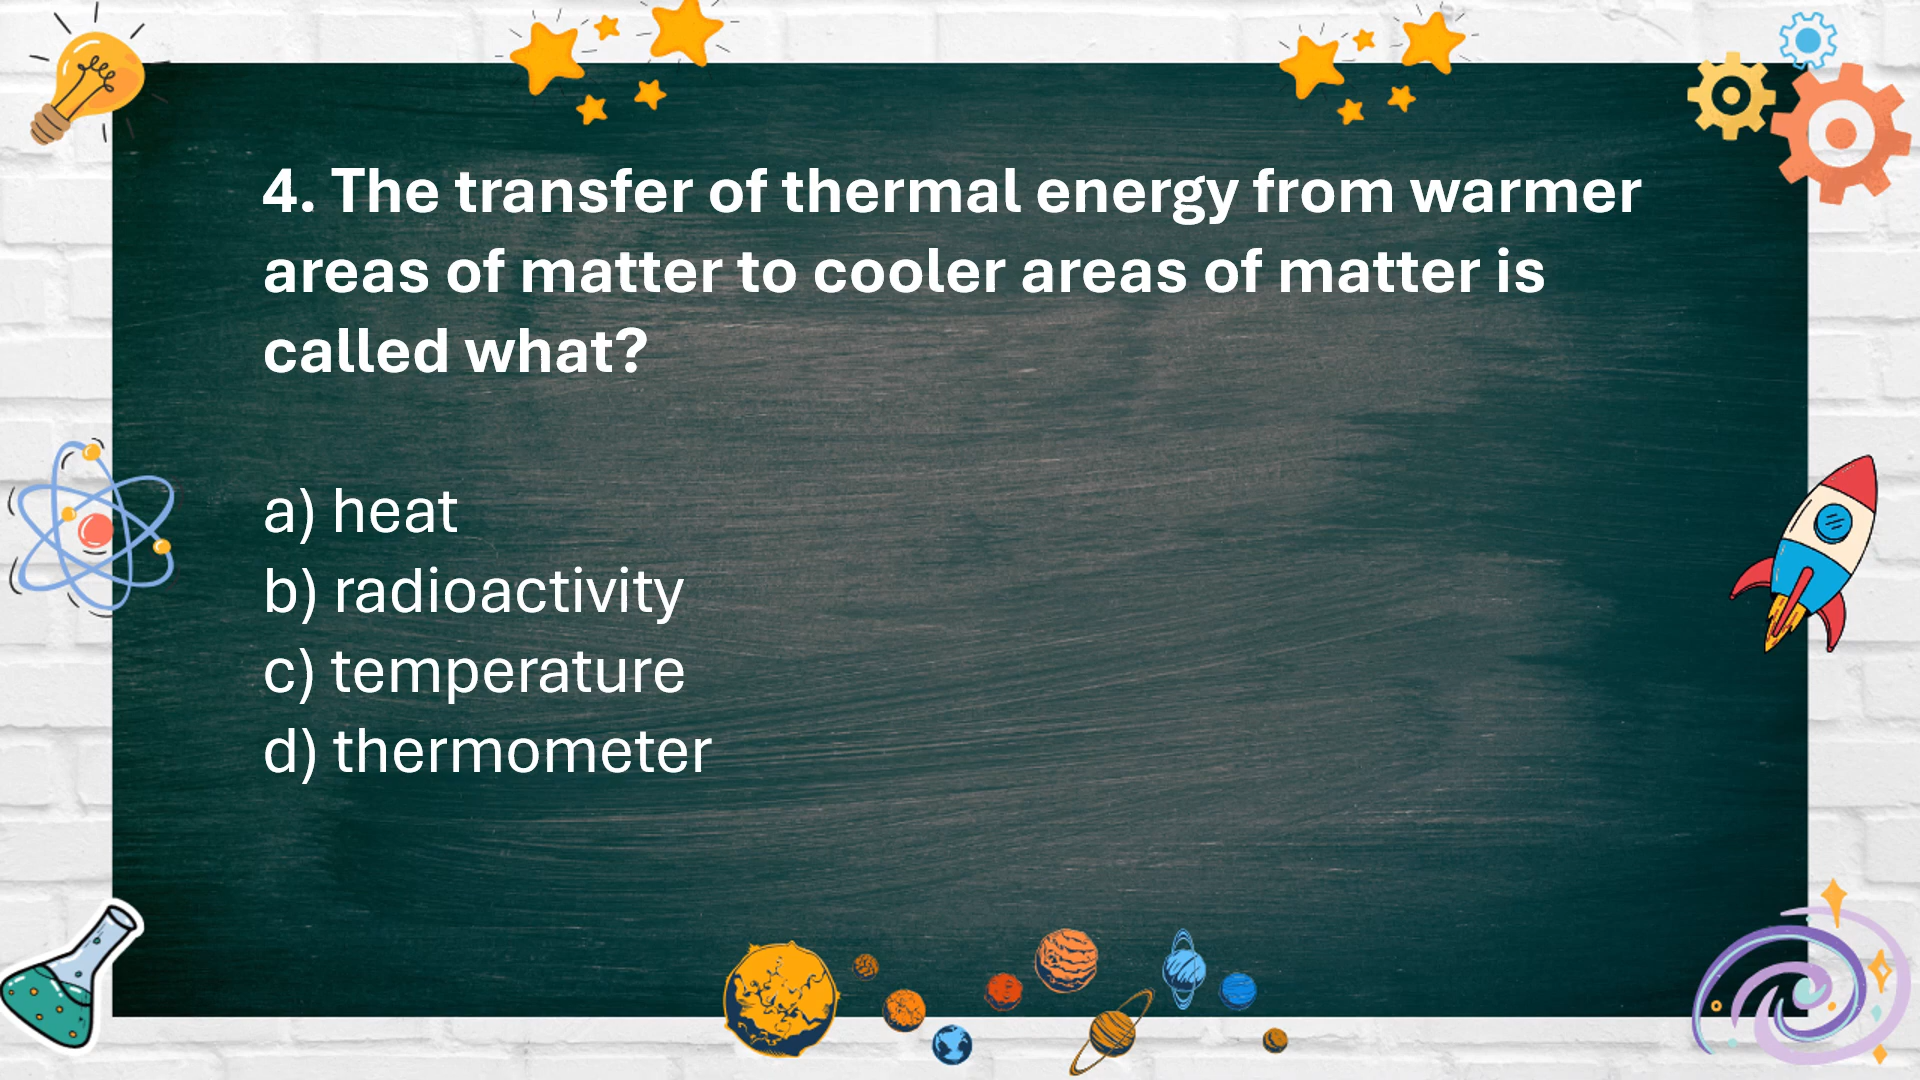 4. The transfer of thermal energy from warmer
areas of matter to cooler areas of matter is
called what?
a) heat
b) radioactivity
c) temperature
d) thermometer